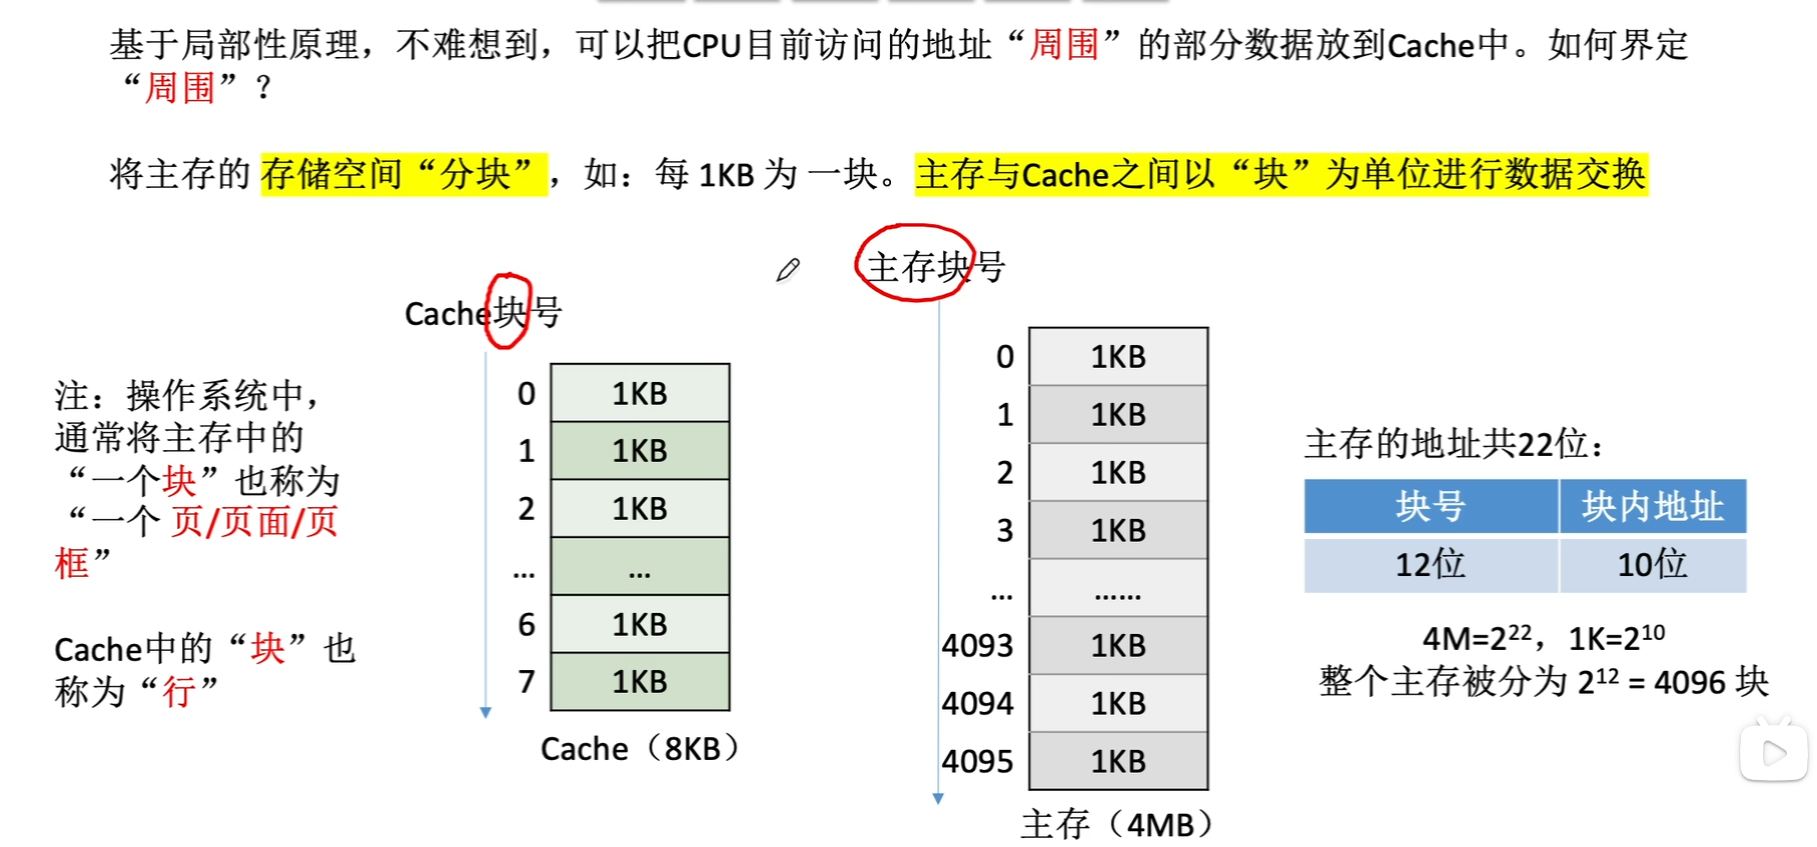 基于局部性原理，不难想到，可以把CPU目前访问的地址“周围”的部分数据放到Cache中。如何界定
“周围”？
将主存的 存储空间“分块”，如：每 1KB 为 一块。主存与Cache之间以“块”为单位进行数据交换
注：操作系统中，
通常将主存中的
“一个块”也称为
“一个 页/页面/页
框”
Cache中的“块”也
称为“行”
Cache块号
0 1KB
1 1KB
2 1KB
... ...
6 1KB
7 1KB
Cache（8KB）
主存块号
0 1KB
1 1KB
2 1KB
3 1KB
... ......
4093 1KB
4094 1KB
4095 1KB
主存（4MB）
主存的地址共22位：
块号 块内地址
12位 10位
4M=2²²，1K=2¹⁰
整个主存被分为 2¹² = 4096 块